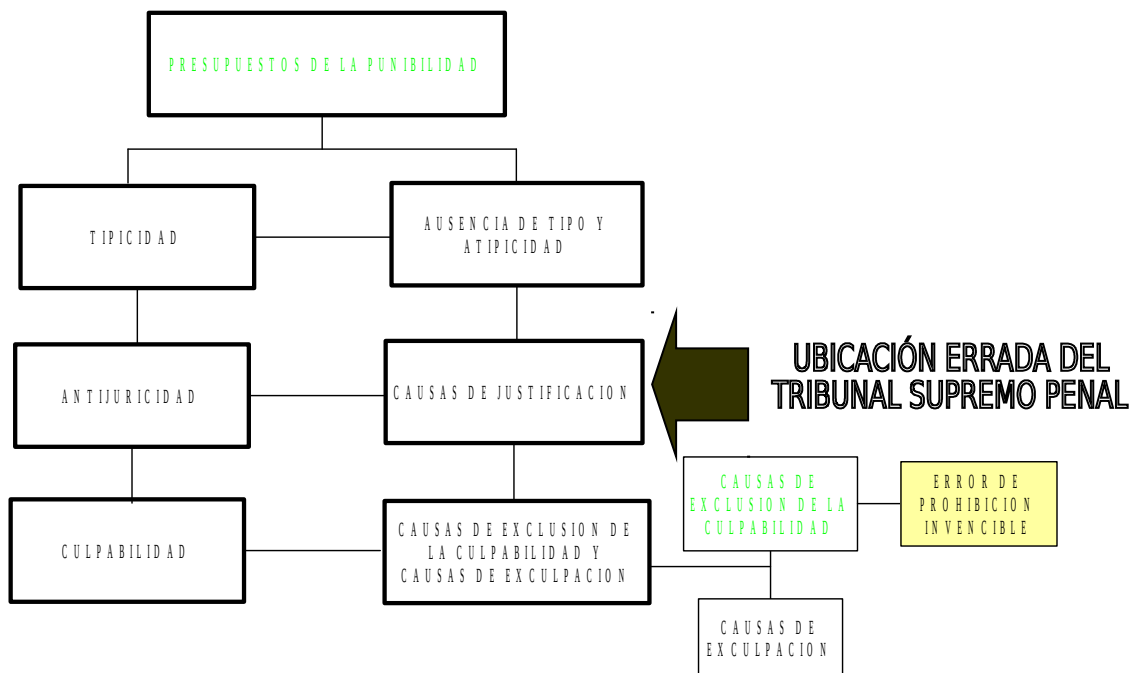 PRESUPUESTOS DE LA PUNIBILIDAD
TIPICIDAD
AUSENCIA DE TIPO Y
ATIPICIDAD
ANTIJURICIDAD
CAUSAS DE JUSTIFICACION
UBICACIÓN ERRADA DEL
TRIBUNAL SUPREMO PENAL
CULPABILIDAD
CAUSAS DE EXCLUSION DE
LA CULPABILIDAD Y
CAUSAS DE EXCULPACION
CAUSAS DE
EXCLUSION DE LA
CULPABILIDAD
ERROR DE
PROHIBICION
INVENCIBLE
CAUSAS DE
EXCULPACION